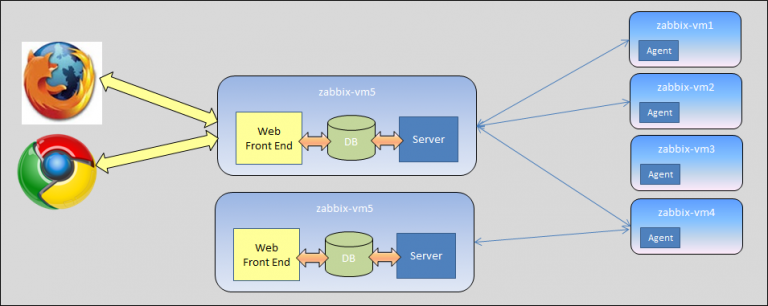 zabbix-vm5
Web
Front End
DB
Server
zabbix-vm5
Web
Front End
DB
Server
zabbix-vm1
Agent
zabbix-vm2
Agent
zabbix-vm3
Agent
zabbix-vm4
Agent